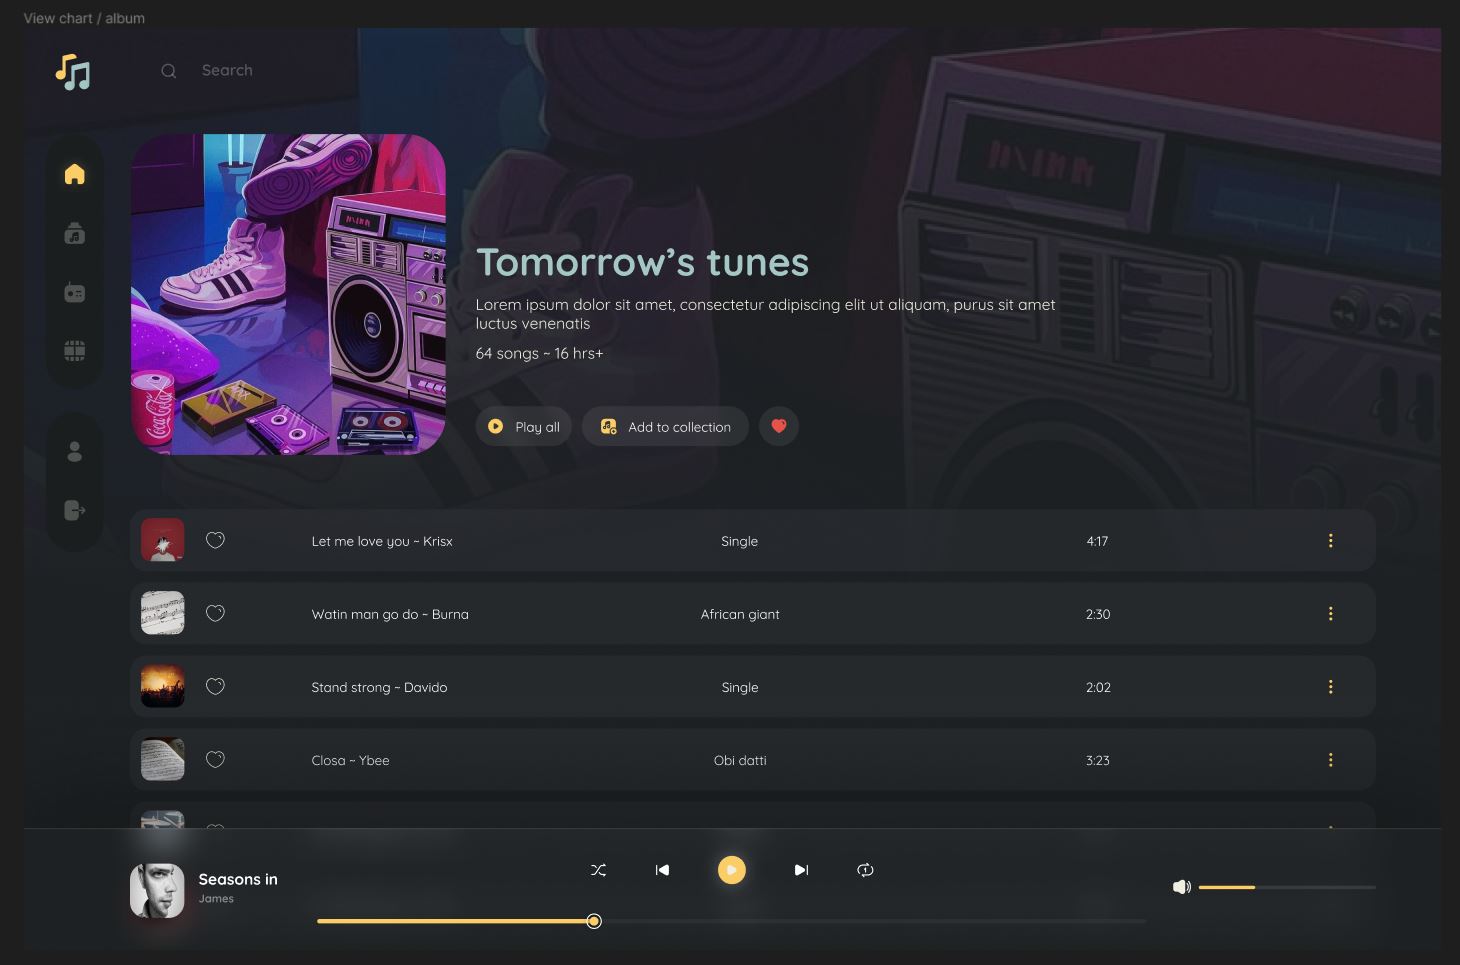 View chart / album
Search
Tomorrow's tunes
Lorem ipsum dolor sit amet, consectetur adipiscing elit ut aliquam, purus sit amet
luctus venenatis
64 songs ~ 16 hrs+
Play all
Add to collection
Coca-Cola
Let me love you ~ Krisx
Single
4:17
Watin man go do ~ Burna
African giant
2:30
Stand strong ~ Davido
Single
2:02
Closa ~ Ybee
Obi datti
3:23
Seasons in
James
1